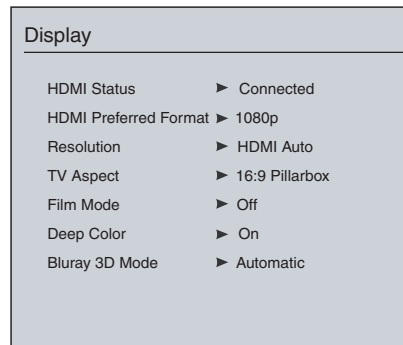 Display
HDMI Status ► Connected
HDMI Preferred Format ► 1080p
Resolution ► HDMI Auto
TV Aspect ► 16:9 Pillarbox
Film Mode ► Off
Deep Color ► On
Bluray 3D Mode ► Automatic